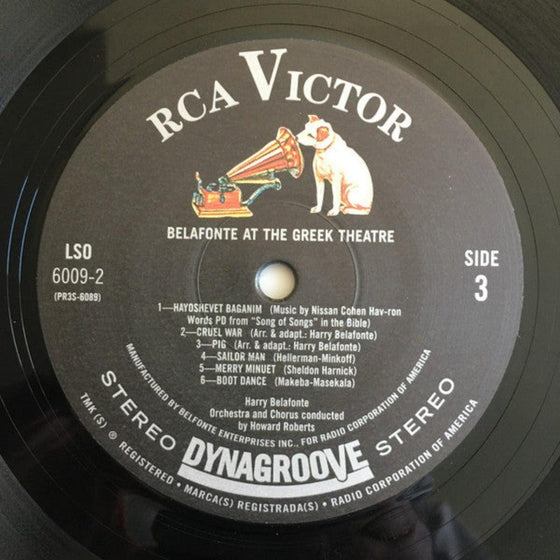 RCA VICTOR
BELAFONTE AT THE GREEK THEATRE
LSO
6009-2
(PR3S-6089)
SIDE
3
1—HAYOSHEVET BAGANIM (Music by Nissan Cohen Hav-ron
Words PD from "Song of Songs" in the Bible)
2—CRUEL WAR (Arr. & adapt.: Harry Belafonte)
3—PIG (Arr. & adapt.: Harry Belafonte)
4—SAILOR MAN (Hellerman-Minkoff)
5—MERRY MINUET (Sheldon Harnick)
6—BOOT DANCE (Makeba-Masekala)
Harry Belafonte
Orchestra and Chorus conducted
by Howard Roberts
MANUFACTURED BY BELFONTE ENTERPRISES INC., FOR RADIO CORPORATION OF AMERICA
STEREO DYNAGROOVE STEREO
TMK(S) ® REGISTERED • MARCA(S) REGISTRADA(S) • RADIO CORPORATION OF AMERICA